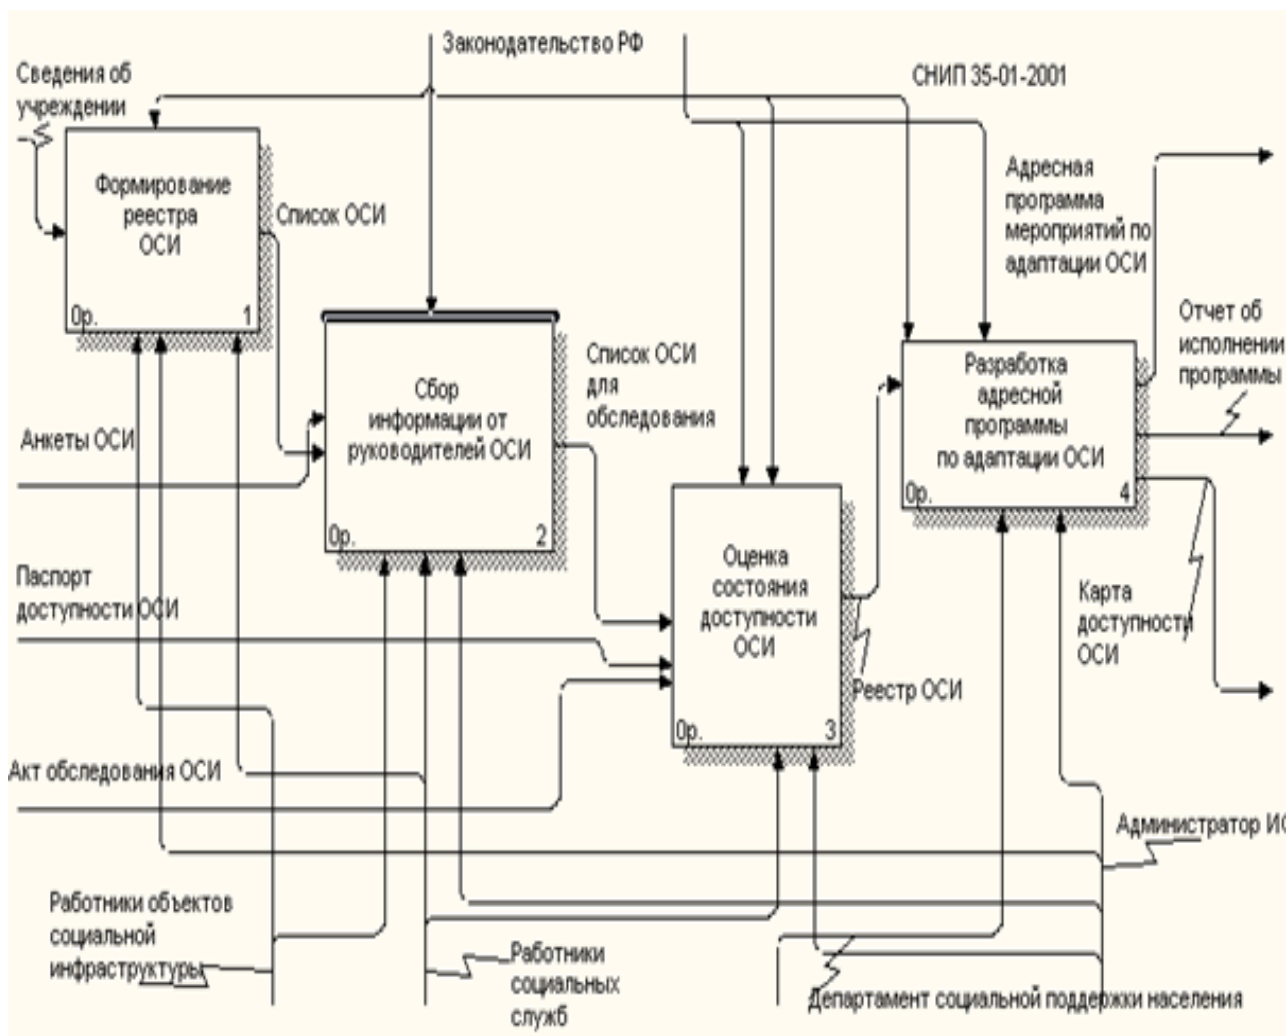 Законодательство РФ
Сведения об
учреждении
СНИП 35-01-2001
Формирование
реестра
ОСИ
0р.
1
Список ОСИ
Адресная
программа
мероприятий по
адаптации ОСИ
Отчет об
исполнении
программы
Сбор
информации от
руководителей ОСИ
0р.
2
Список ОСИ
для
обследования
Разработка
адресной
программы
по адаптации ОСИ
0р.
4
Анкеты ОСИ
Паспорт
доступности ОСИ
Оценка
состояния
доступности
ОСИ
0р.
3
Карта
доступности
ОСИ
Реестр ОСИ
Акт обследования ОСИ
Администратор ИС
Работники объектов
социальной
инфраструктуры
Работники
социальных
служб
Департамент социальной поддержки населения